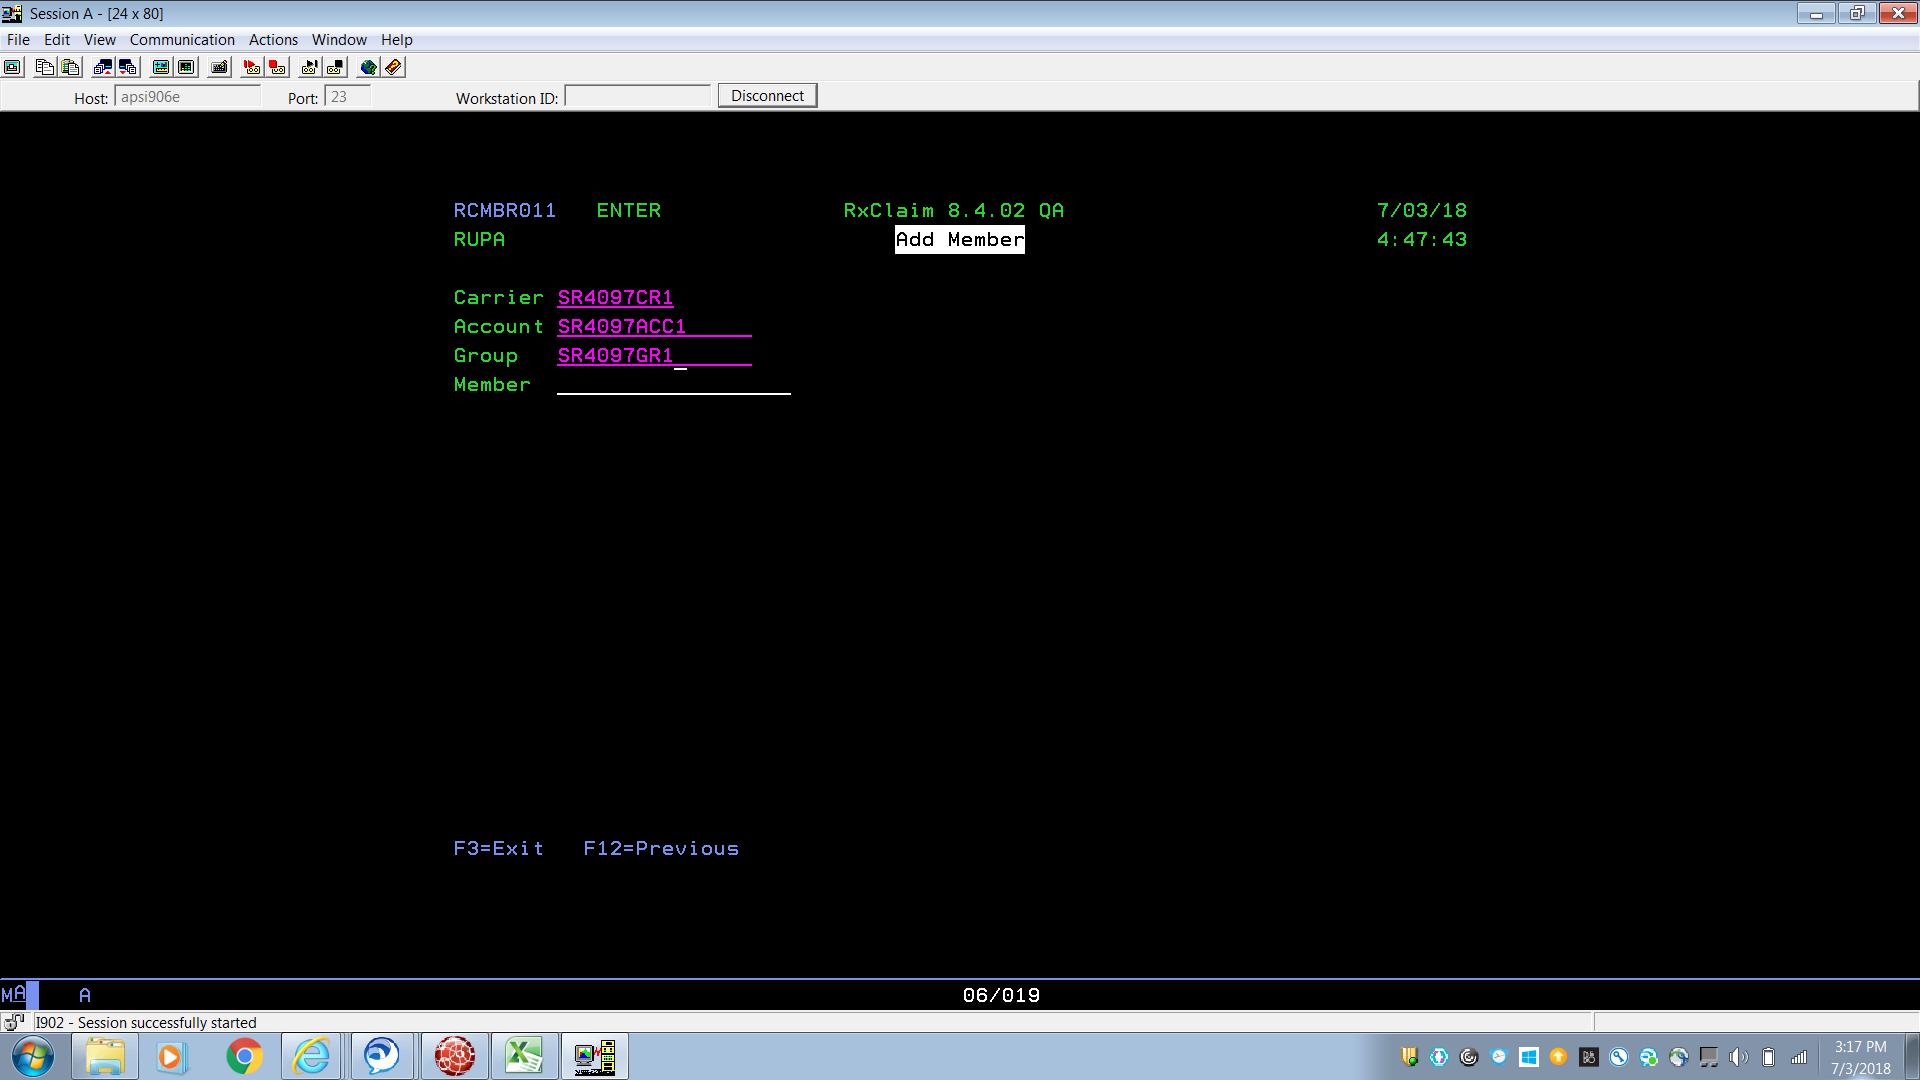 Session A - [24 x 80]
File Edit View Communication Actions Window Help
Host: apsi906e Port: 23 Workstation ID: Disconnect
RCMBR011 ENTER RxClaim 8.4.02 QA 7/03/18
RUPA Add Member 4:47:43
Carrier SR4097CR1
Account SR4097ACC1
Group SR4097GR1
Member
F3=Exit F12=Previous
MA A 06/019
I902 - Session successfully started
3:17 PM
7/3/2018